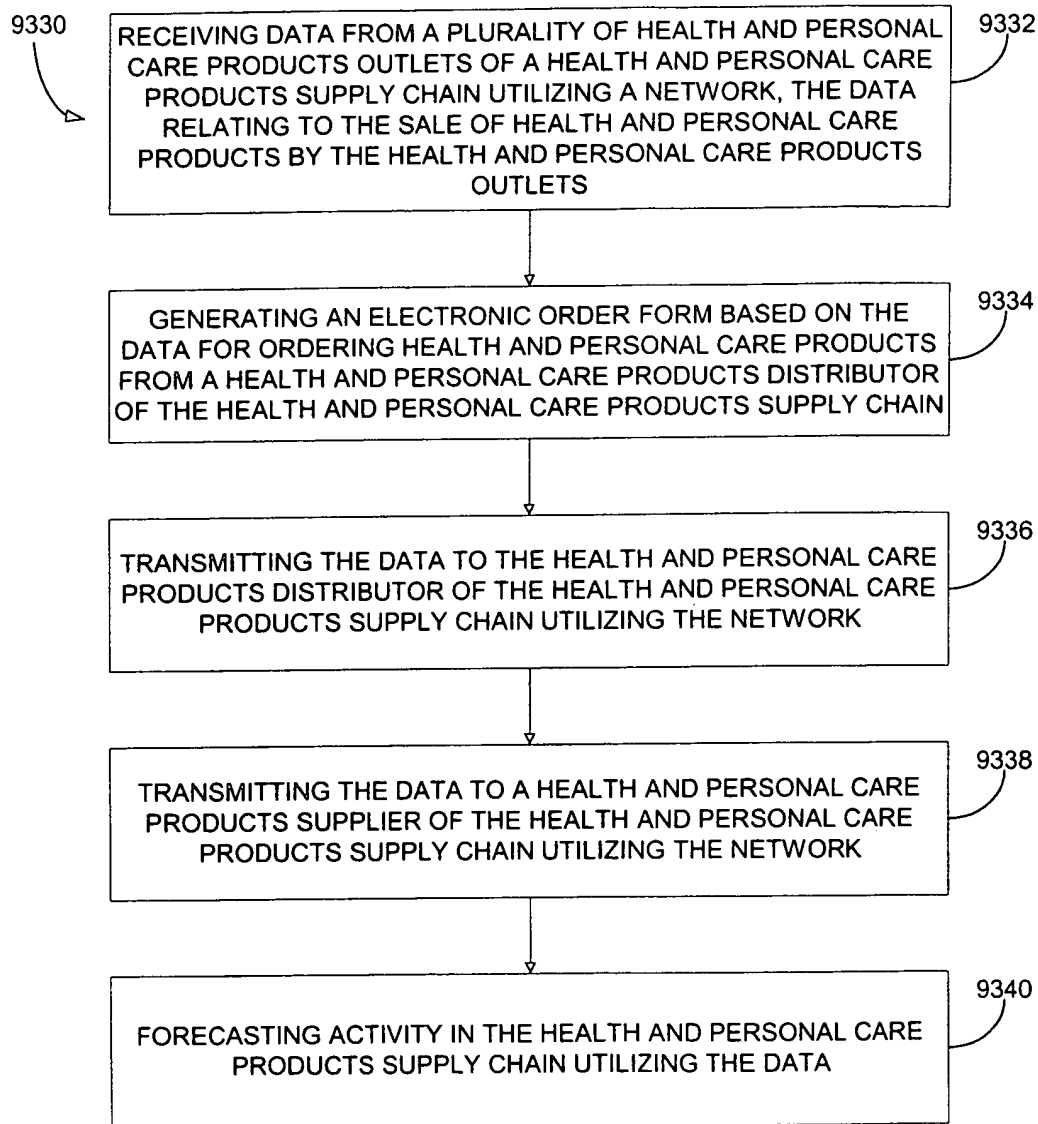 9330
RECEIVING DATA FROM A PLURALITY OF HEALTH AND PERSONAL
CARE PRODUCTS OUTLETS OF A HEALTH AND PERSONAL CARE
PRODUCTS SUPPLY CHAIN UTILIZING A NETWORK, THE DATA
RELATING TO THE SALE OF HEALTH AND PERSONAL CARE
PRODUCTS BY THE HEALTH AND PERSONAL CARE PRODUCTS
OUTLETS
9332
GENERATING AN ELECTRONIC ORDER FORM BASED ON THE
DATA FOR ORDERING HEALTH AND PERSONAL CARE PRODUCTS
FROM A HEALTH AND PERSONAL CARE PRODUCTS DISTRIBUTOR
OF THE HEALTH AND PERSONAL CARE PRODUCTS SUPPLY CHAIN
9334
TRANSMITTING THE DATA TO THE HEALTH AND PERSONAL CARE
PRODUCTS DISTRIBUTOR OF THE HEALTH AND PERSONAL CARE
PRODUCTS SUPPLY CHAIN UTILIZING THE NETWORK
9336
TRANSMITTING THE DATA TO A HEALTH AND PERSONAL CARE
PRODUCTS SUPPLIER OF THE HEALTH AND PERSONAL CARE
PRODUCTS SUPPLY CHAIN UTILIZING THE NETWORK
9338
FORECASTING ACTIVITY IN THE HEALTH AND PERSONAL CARE
PRODUCTS SUPPLY CHAIN UTILIZING THE DATA
9340